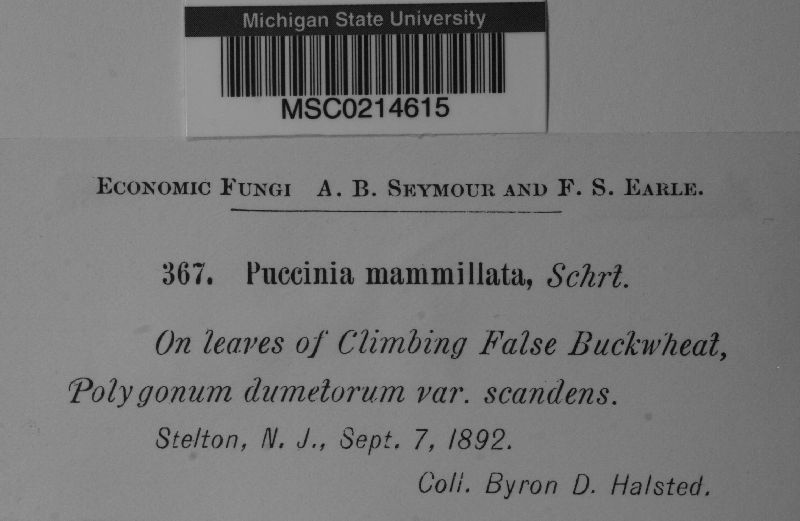 Michigan State University
MSC0214615
Economic Fungi A. B. Seymour and F. S. Earle.
367. Puccinia mammillata, Schrt.
On leaves of Climbing False Buckwheat,
Polygonum dumetorum var. scandens.
Stelton, N. J., Sept. 7, 1892.
Coll. Byron D. Halsted.